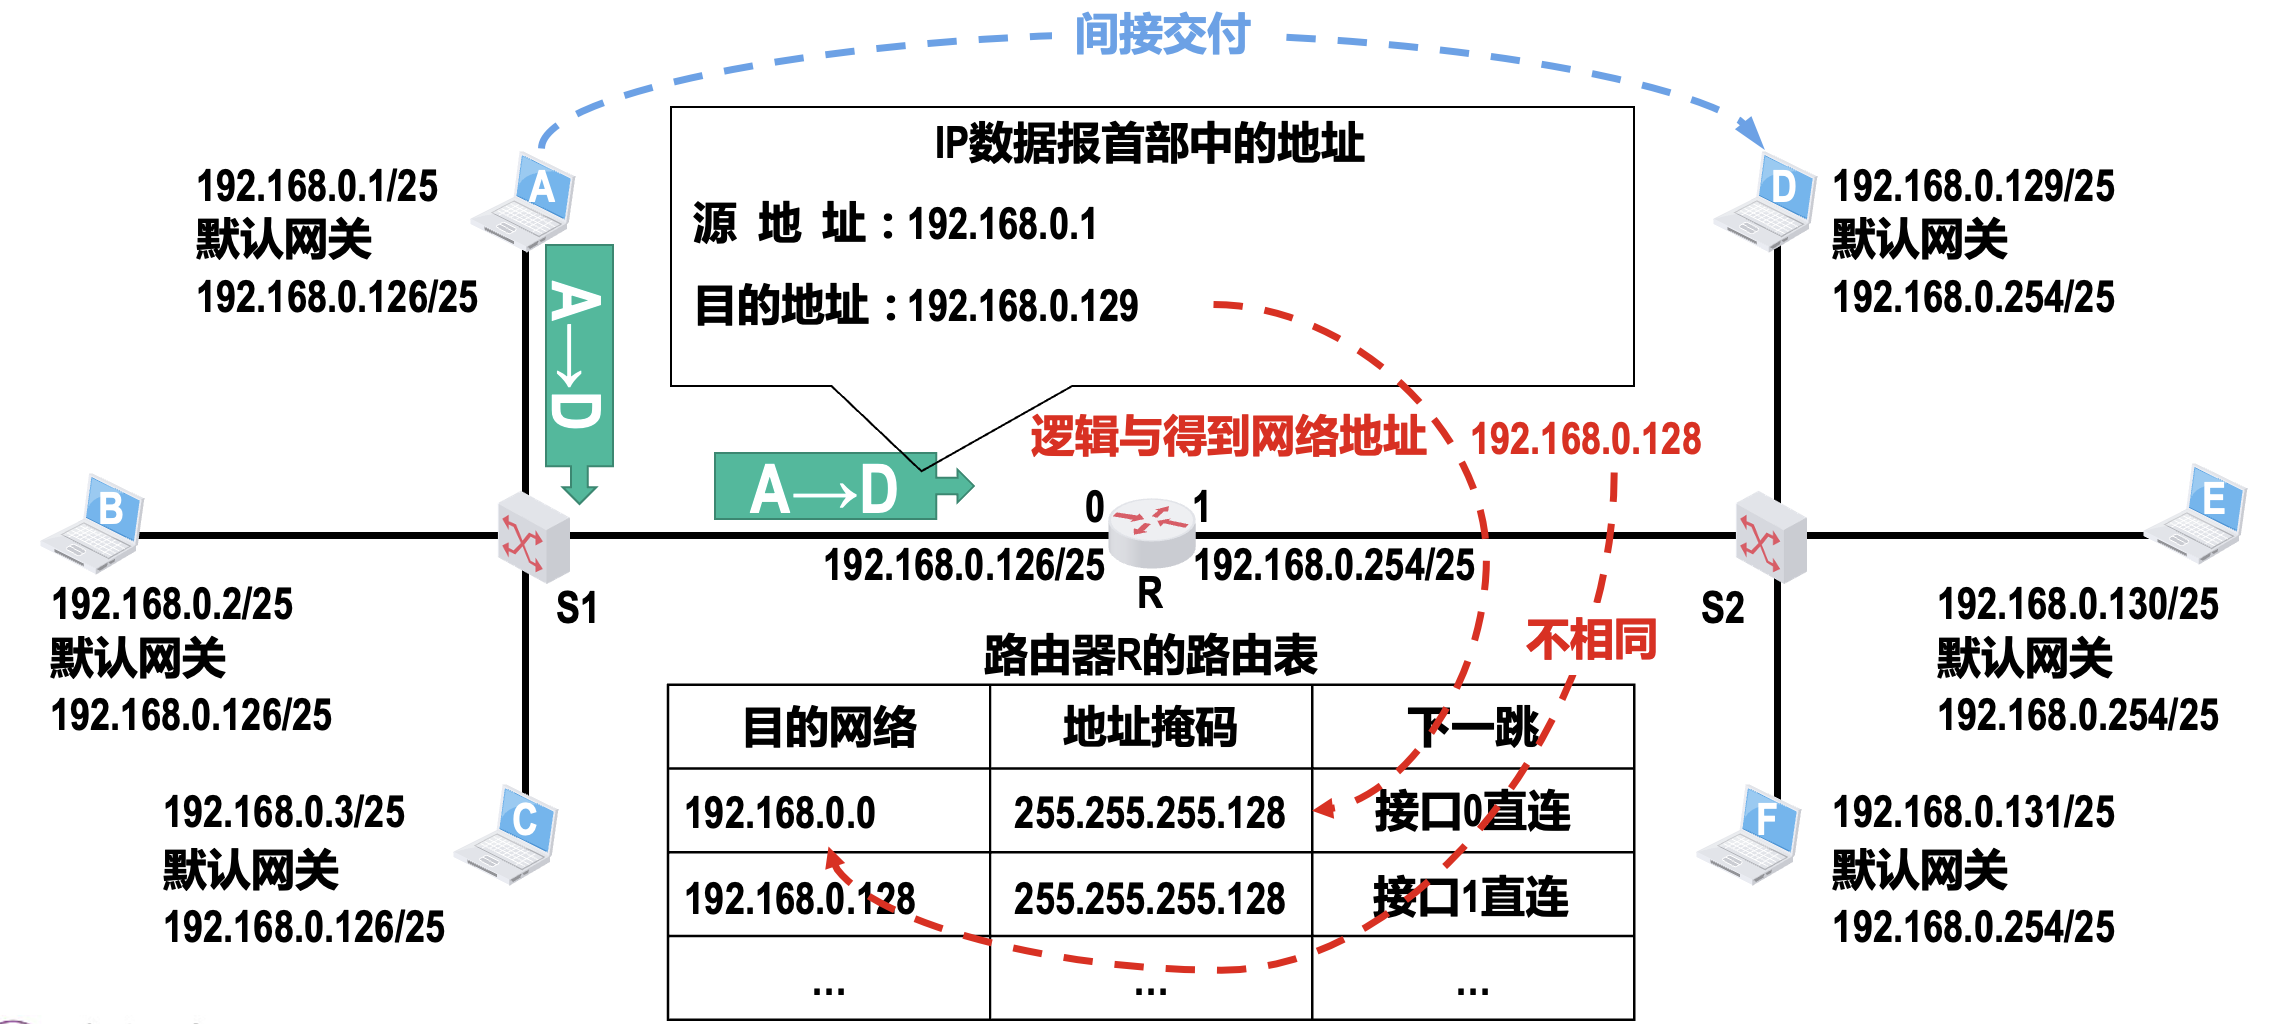 间接交付
IP数据报首部中的地址
源 地 址：192.168.0.1
目的地址：192.168.0.129
A
192.168.0.1/25
默认网关
192.168.0.126/25
D
192.168.0.129/25
默认网关
192.168.0.254/25
A→D
A→D
逻辑与得到网络地址 192.168.0.128
B
192.168.0.2/25
默认网关
192.168.0.126/25
S1
0
1
192.168.0.126/25
192.168.0.254/25
R
S2
E
192.168.0.130/25
默认网关
192.168.0.254/25
不相同
C
192.168.0.3/25
默认网关
192.168.0.126/25
路由器R的路由表
目的网络 地址掩码 下一跳
192.168.0.0 255.255.255.128 接口0直连
192.168.0.128 255.255.255.128 接口1直连
... ... ...
F
192.168.0.131/25
默认网关
192.168.0.254/25